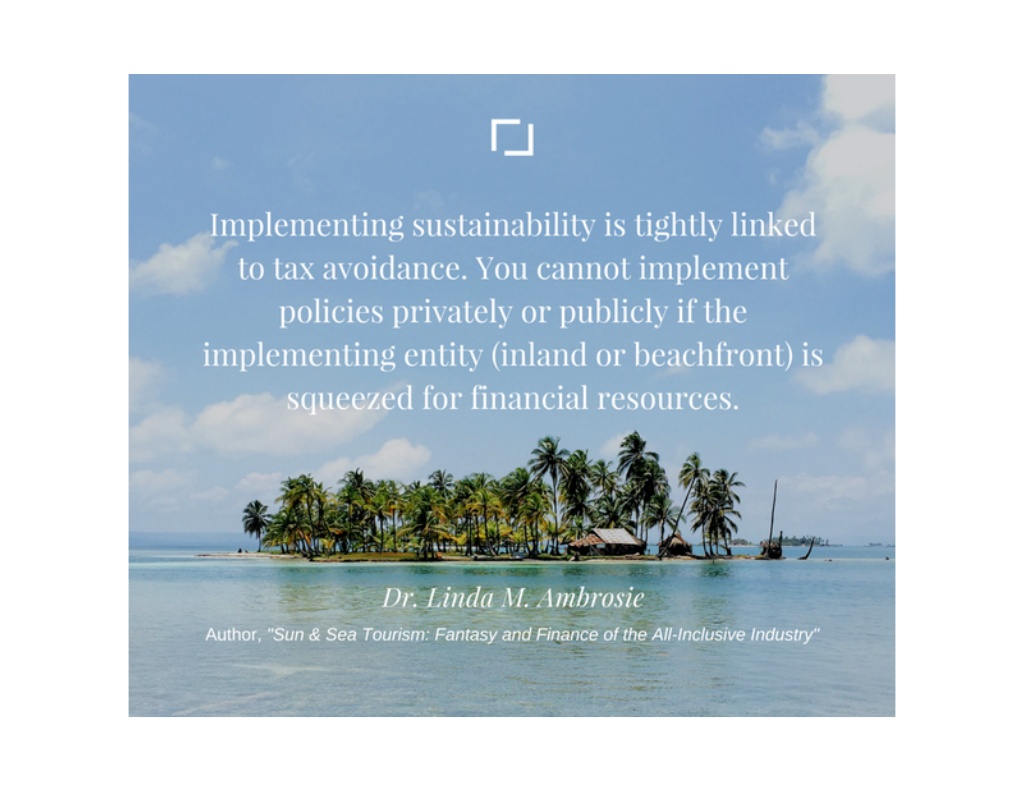 Implementing sustainability is tightly linked
to tax avoidance. You cannot implement
policies privately or publicly if the
implementing entity (inland or beachfront) is
squeezed for financial resources.
Dr. Linda M. Ambrosie
Author, "Sun & Sea Tourism: Fantasy and Finance of the All-Inclusive Industry"